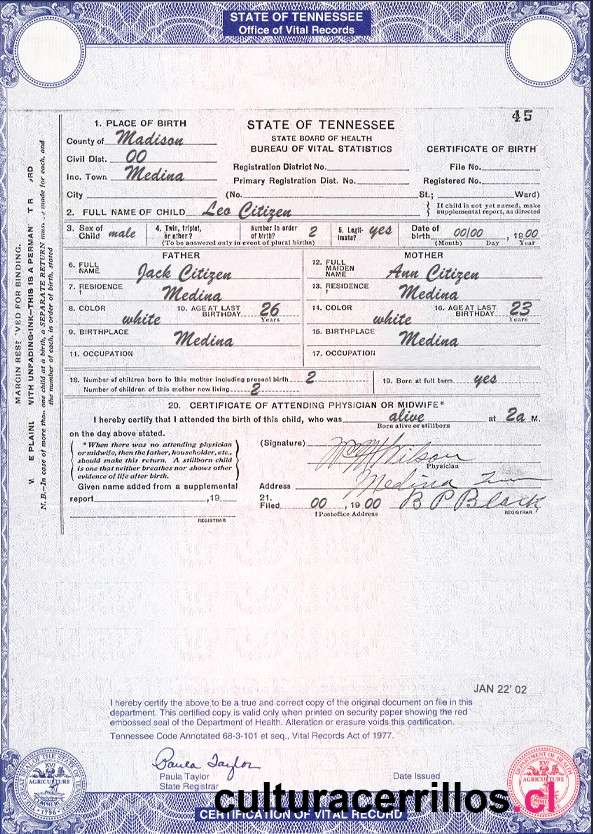 STATE OF TENNESSEE
Office of Vital Records
45
1. PLACE OF BIRTH
County of Madison
Civil Dist. 00
Inc. Town Medina
City
(No. St.; Ward)
STATE OF TENNESSEE
STATE BOARD OF HEALTH
BUREAU OF VITAL STATISTICS
Registration District No.
Primary Registration Dist. No.
CERTIFICATE OF BIRTH
File No.
Registered No.
2. FULL NAME OF CHILD Leo Citizen
If child is not yet named, make
supplemental report, as directed
3. Sex of Child male
4. Twin, triplet, or other?
Number in order of birth? 2
(To be answered only in event of plural births)
5. Legitimate? yes
Date of birth 00/00, 1900
(Month) Day Year
FATHER
6. FULL NAME Jack Citizen
7. RESIDENCE Medina
8. COLOR white
10. AGE AT LAST BIRTHDAY 26 Years
9. BIRTHPLACE Medina
11. OCCUPATION
MOTHER
12. FULL MAIDEN NAME Ann Citizen
13. RESIDENCE Medina
14. COLOR white
16. AGE AT LAST BIRTHDAY 23 Years
15. BIRTHPLACE Medina
17. OCCUPATION
18. Number of children born to this mother including present birth 2
Number of children of this mother now living 2
19. Born at full term yes
20. CERTIFICATE OF ATTENDING PHYSICIAN OR MIDWIFE*
I hereby certify that I attended the birth of this child, who was alive at 2a M.
Born alive or stillborn
on the day above stated.
* When there was no attending physician
or midwife, then the father, householder, etc.,
should make this return. A stillborn child
is one that neither breathes nor shows other
evidence of life after birth.
Given name added from a supplemental
report , 19
REGISTRAR
(Signature) Wilson
Physician
Address Medina
21.
Filed 00 , 1900 B P Black
Postoffice Address REGISTRAR
MARGIN RESERVED FOR BINDING.
WITH UNFADING INK—THIS IS A PERMAN
N. B.—In case of more than one child at a birth, a SEPARATE RETURN must be made for each, and
the number of each, in order of birth, stated.
JAN 22' 02
I hereby certify the above to be a true and correct copy of the original document on file in this
department. This certified copy is valid only when printed on security paper showing the red
embossed seal of the Department of Health. Alteration or erasure voids this certification.
Tennessee Code Annotated 68-3-101 et seq., Vital Records Act of 1977.
Paula Taylor
Paula Taylor
State Registrar
Date Issued
AGRICULTURE
AGRICULTURE
culturacerrillos.cl
CERTIFICATION OF VITAL RECORD